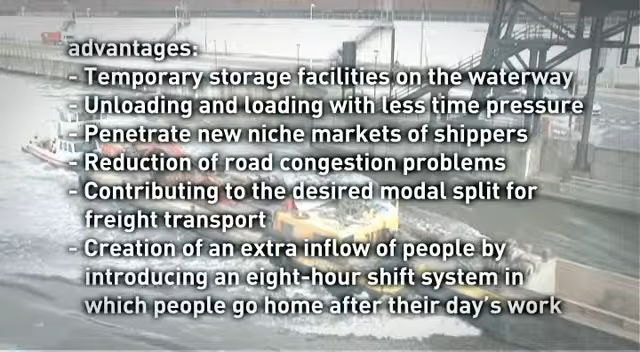 advantages:
- Temporary storage facilities on the waterway
- Unloading and loading with less time pressure
- Penetrate new niche markets of shippers
- Reduction of road congestion problems
- Contributing to the desired modal split for
freight transport
- Creation of an extra inflow of people by
introducing an eight-hour shift system in
which people go home after their day's work